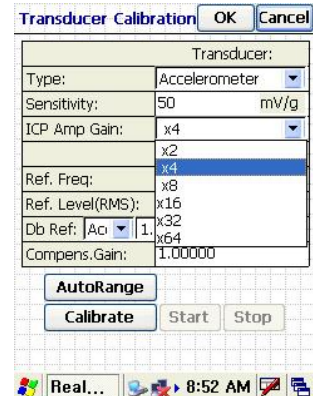 Transducer Calibration OK Cancel
Transducer:
Type: Accelerometer
Sensitivity: 50 mV/g
ICP Amp Gain: x4
x2
x4
Ref. Freq: x8
Ref. Level(RMS): x16
Db Ref: 1. x32
x64
Compens.Gain: 1.00000
AutoRange
Calibrate Start Stop
Real... 8:52 AM